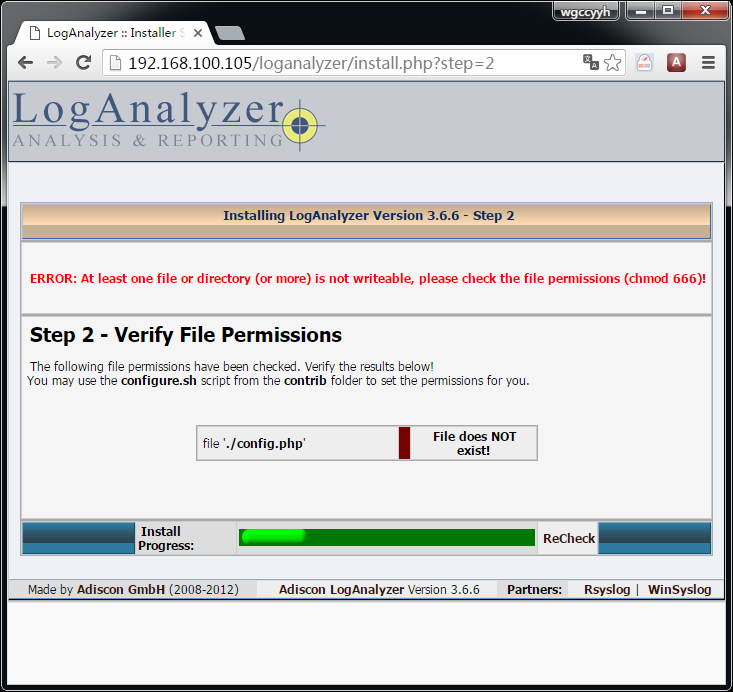 wgccyyh
LogAnalyzer :: Installer S
192.168.100.105/loganalyzer/install.php?step=2
A
LogAnalyzer
ANALYSIS & REPORTING
Installing LogAnalyzer Version 3.6.6 - Step 2
ERROR: At least one file or directory (or more) is not writeable, please check the file permissions (chmod 666)!
Step 2 - Verify File Permissions
The following file permissions have been checked. Verify the results below!
You may use the configure.sh script from the contrib folder to set the permissions for you.
file './config.php'
File does NOT
exist!
Install
Progress:
ReCheck
Made by Adiscon GmbH (2008-2012)
Adiscon LogAnalyzer Version 3.6.6
Partners:
Rsyslog | WinSyslog